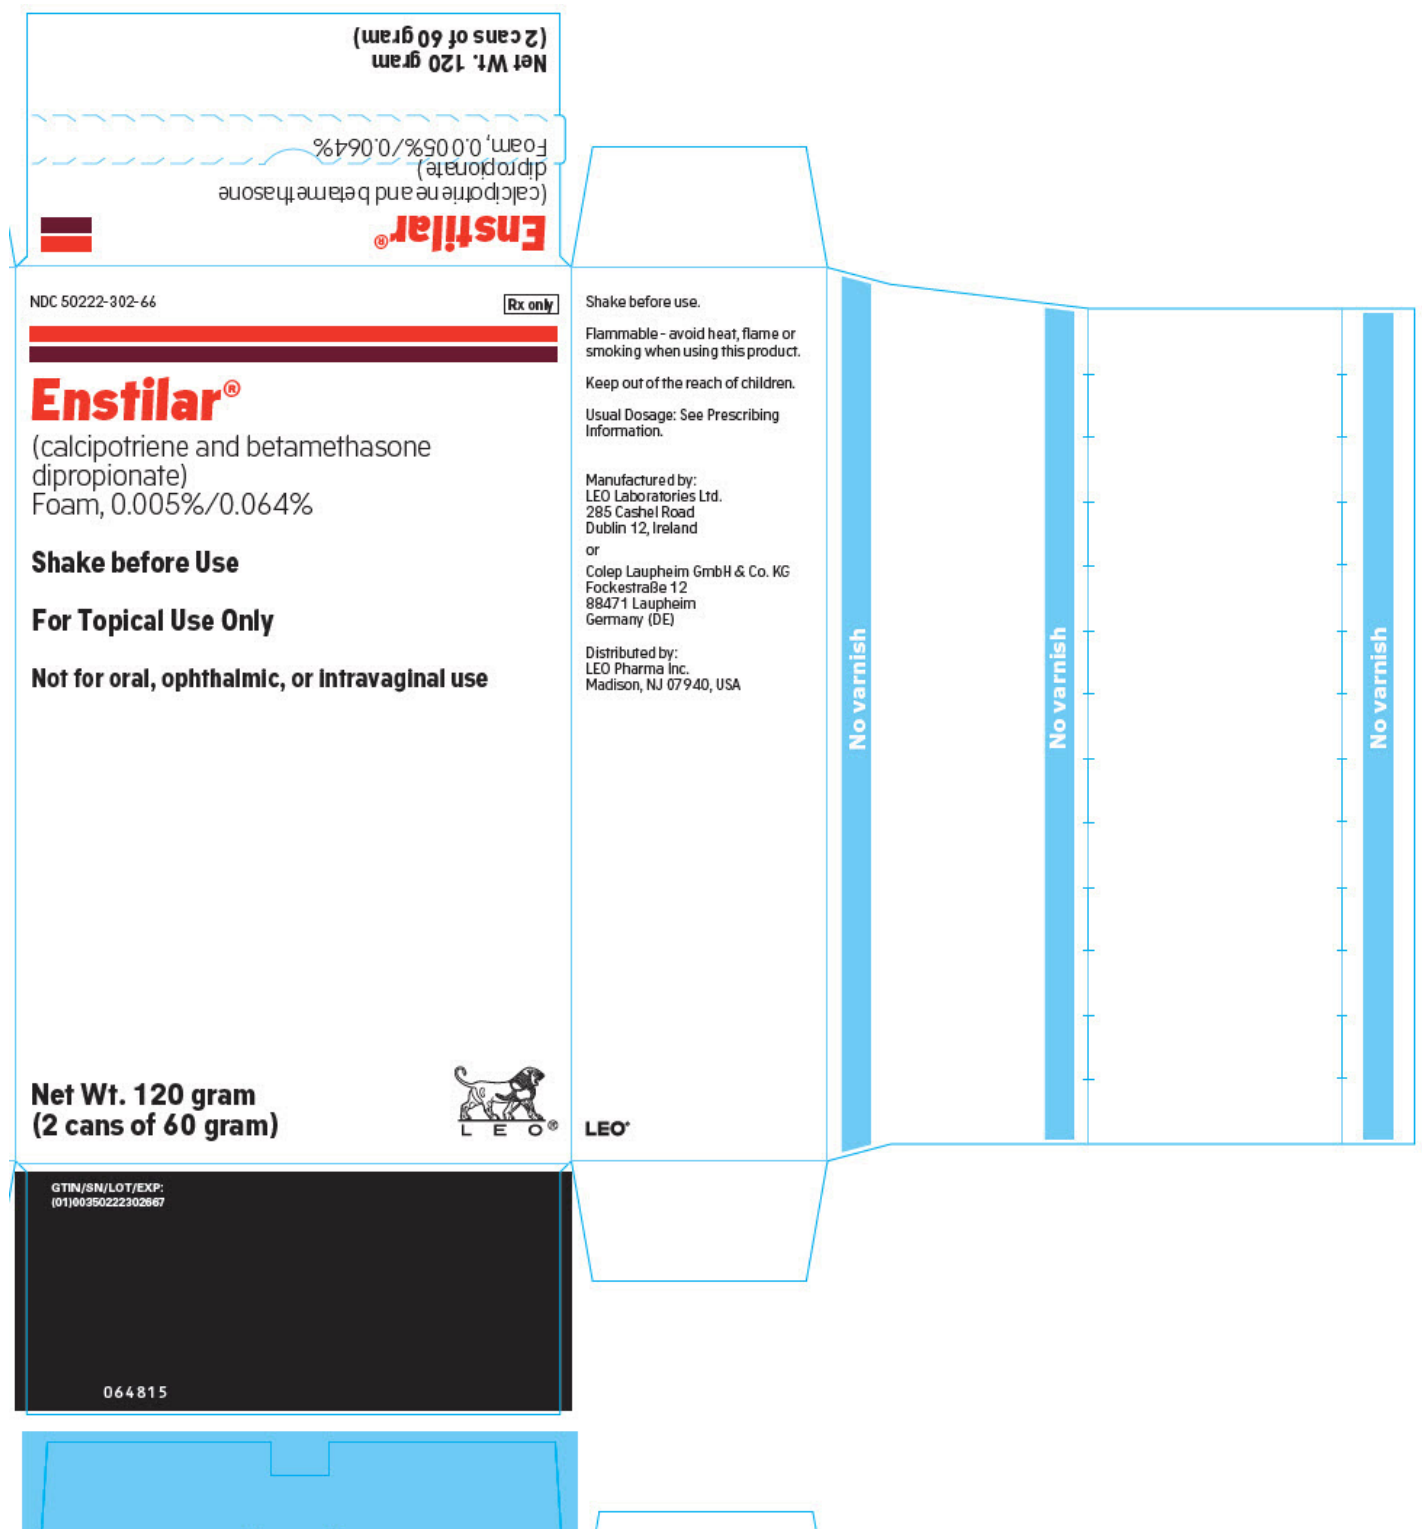 Net Wt. 120 gram
(2 cans of 60 gram)
Enstilar®
(calcipotriene and betamethasone
dipropionate)
Foam, 0.005%/0.064%
NDC 50222-302-66
Rx only
Enstilar®
(calcipotriene and betamethasone
dipropionate)
Foam, 0.005%/0.064%
Shake before Use
For Topical Use Only
Not for oral, ophthalmic, or intravaginal use
Net Wt. 120 gram
(2 cans of 60 gram)
LEO®
Shake before use.
Flammable - avoid heat, flame or
smoking when using this product.
Keep out of the reach of children.
Usual Dosage: See Prescribing
Information.
Manufactured by:
LEO Laboratories Ltd.
285 Cashel Road
Dublin 12, Ireland
or
Colep Laupheim GmbH & Co. KG
Fockestraße 12
88471 Laupheim
Germany (DE)
Distributed by:
LEO Pharma Inc.
Madison, NJ 07940, USA
LEO®
No varnish
No varnish
No varnish
GTIN/SN/LOT/EXP:
(01)00350222302667
064815